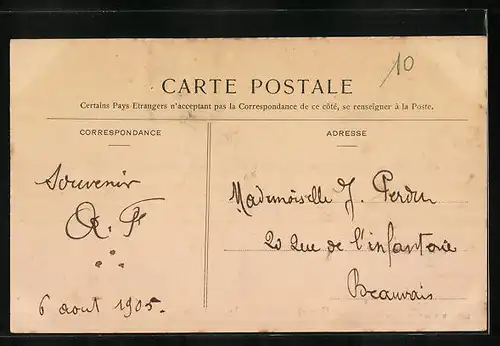 10
CARTE POSTALE
Certains Pays Etrangers n'acceptant pas la Correspondance de ce côté, se renseigner à la Poste.
CORRESPONDANCE
ADRESSE
Souvenir
A. F
6 aout 1905.
Mademoiselle J. Perdu
20 Rue de l'infanterie
Beauvais